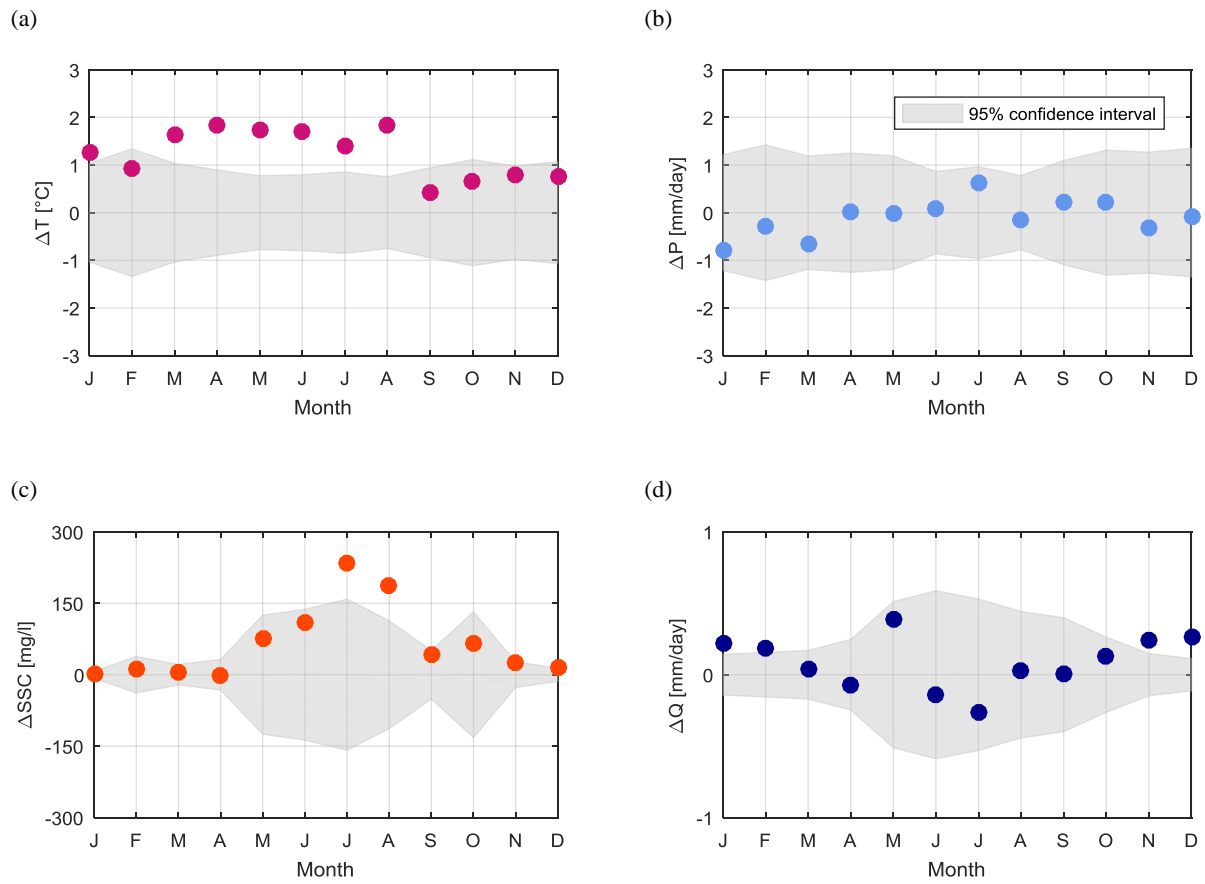 (a)
3
2
1
0
-1
-2
-3
ΔT [°C]
J F M A M J J A S O N D
Month
(b)
3
2
1
0
-1
-2
-3
ΔP [mm/day]
95% confidence interval
J F M A M J J A S O N D
Month
(c)
300
150
0
-150
-300
ΔSSC [mg/l]
J F M A M J J A S O N D
Month
(d)
1
0
-1
ΔQ [mm/day]
J F M A M J J A S O N D
Month